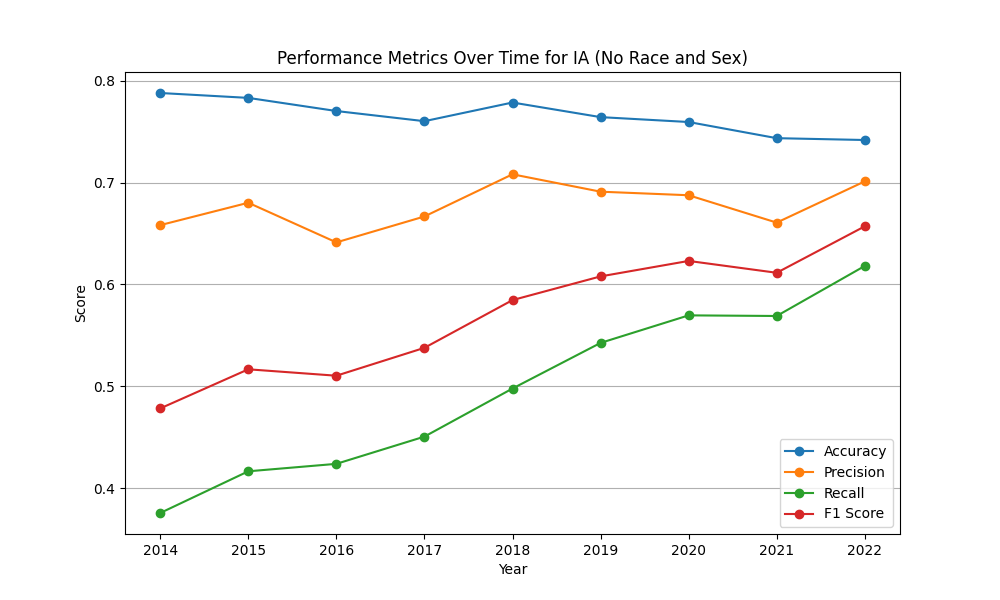 Performance Metrics Over Time for IA (No Race and Sex)
0.8
0.7
0.6
0.5
0.4
Score
2014 2015 2016 2017 2018 2019 2020 2021 2022
Year
Accuracy
Precision
Recall
F1 Score